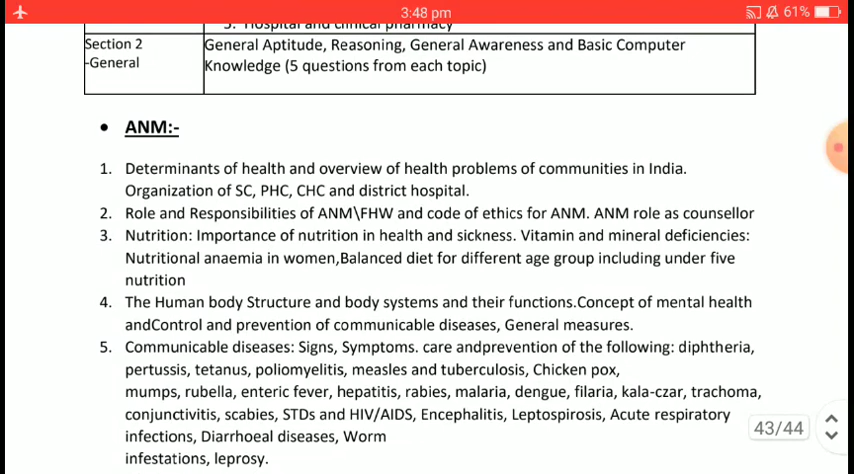 3:48 pm
61%
5. Hospital and clinical pharmacy
Section 2
-General
General Aptitude, Reasoning, General Awareness and Basic Computer
Knowledge (5 questions from each topic)
• ANM:-
1. Determinants of health and overview of health problems of communities in India.
Organization of SC, PHC, CHC and district hospital.
2. Role and Responsibilities of ANM\FHW and code of ethics for ANM. ANM role as counsellor
3. Nutrition: Importance of nutrition in health and sickness. Vitamin and mineral deficiencies:
Nutritional anaemia in women,Balanced diet for different age group including under five
nutrition
4. The Human body Structure and body systems and their functions.Concept of mental health
andControl and prevention of communicable diseases, General measures.
5. Communicable diseases: Signs, Symptoms. care andprevention of the following: diphtheria,
pertussis, tetanus, poliomyelitis, measles and tuberculosis, Chicken pox,
mumps, rubella, enteric fever, hepatitis, rabies, malaria, dengue, filaria, kala-czar, trachoma,
conjunctivitis, scabies, STDs and HIV/AIDS, Encephalitis, Leptospirosis, Acute respiratory
infections, Diarrhoeal diseases, Worm
infestations, leprosy.
43/44